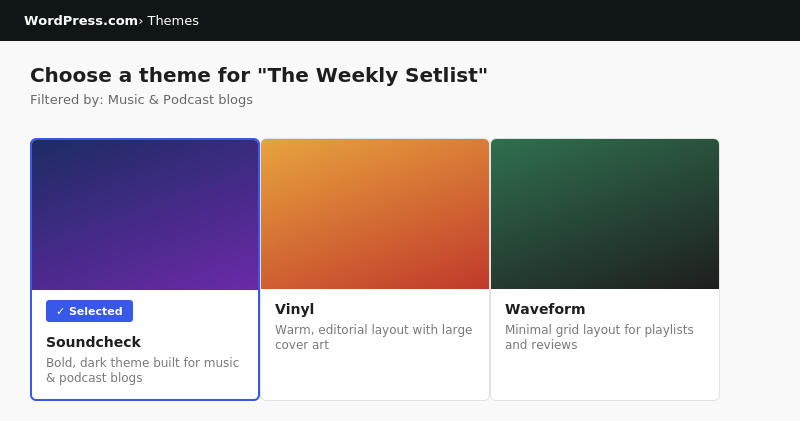 WordPress.com › Themes
Choose a theme for "The Weekly Setlist"
Filtered by: Music & Podcast blogs
✓ Selected
Soundcheck
Bold, dark theme built for music
& podcast blogs
Vinyl
Warm, editorial layout with large
cover art
Waveform
Minimal grid layout for playlists
and reviews